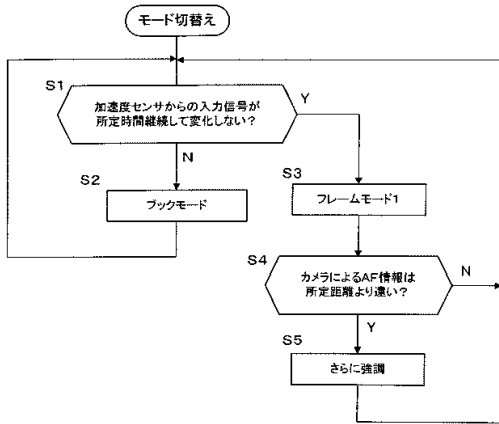 モード切替え
S1
加速度センサからの入力信号が
所定時間継続して変化しない?
Y
N
S2
ブックモード
S3
フレームモード1
S4
カメラによるAF情報は
所定距離より遠い?
N
Y
S5
さらに強調